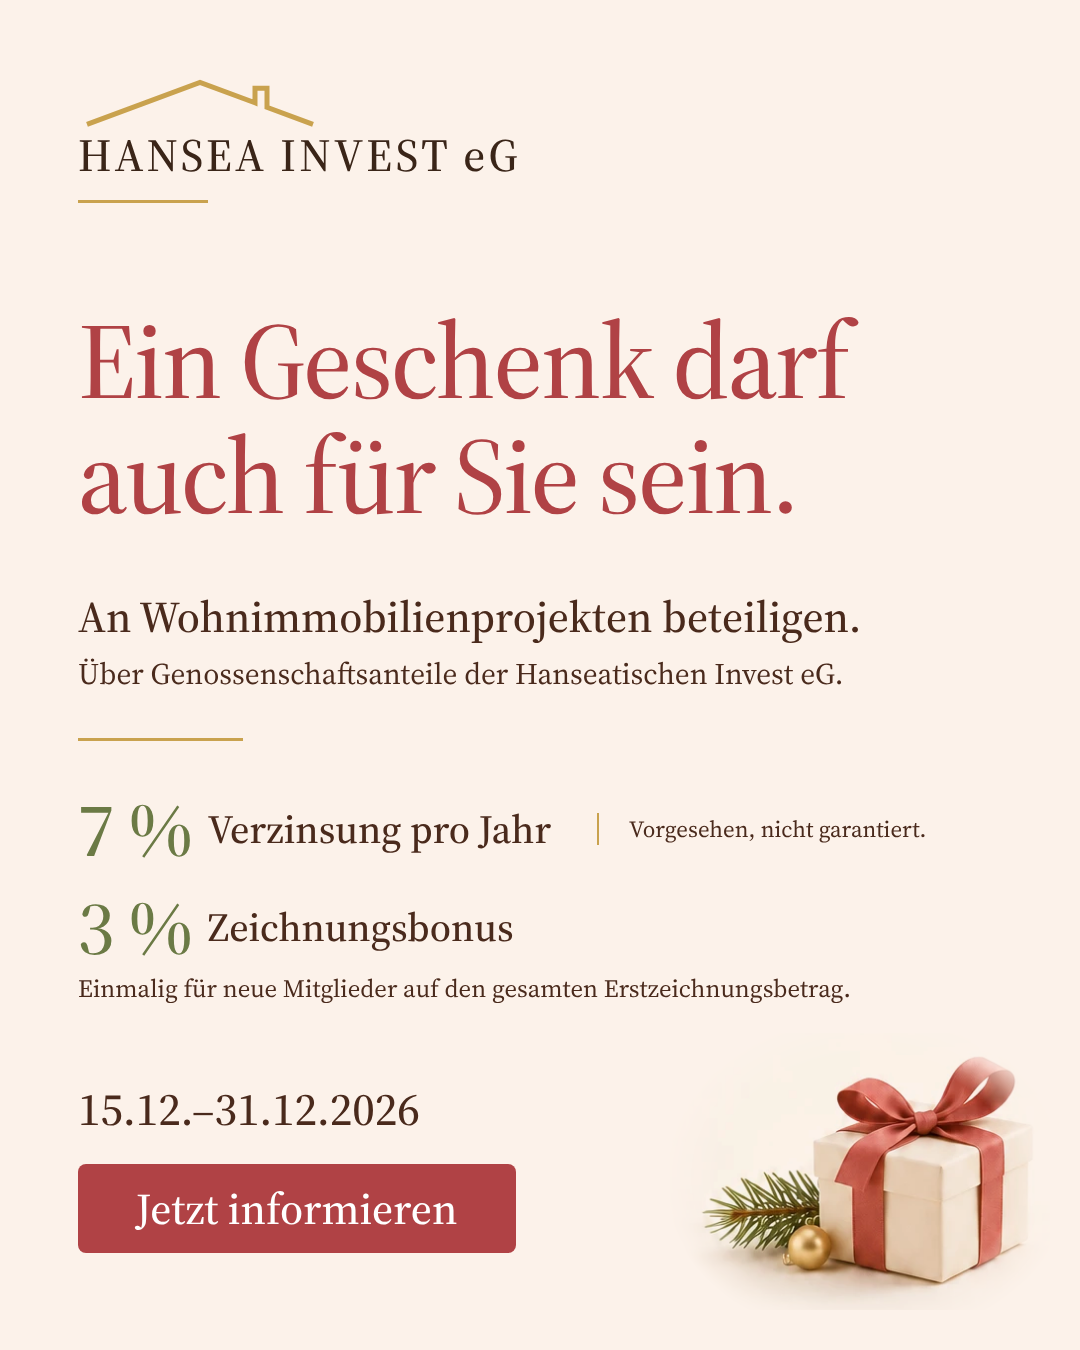 HANSEA INVEST eG
Ein Geschenk darf
auch für Sie sein.
An Wohnimmobilienprojekten beteiligen.
Über Genossenschaftsanteile der Hanseatischen Invest eG.
7 % Verzinsung pro Jahr | Vorgesehen, nicht garantiert.
3 % Zeichnungsbonus
Einmalig für neue Mitglieder auf den gesamten Erstzeichnungsbetrag.
15.12.–31.12.2026
Jetzt informieren